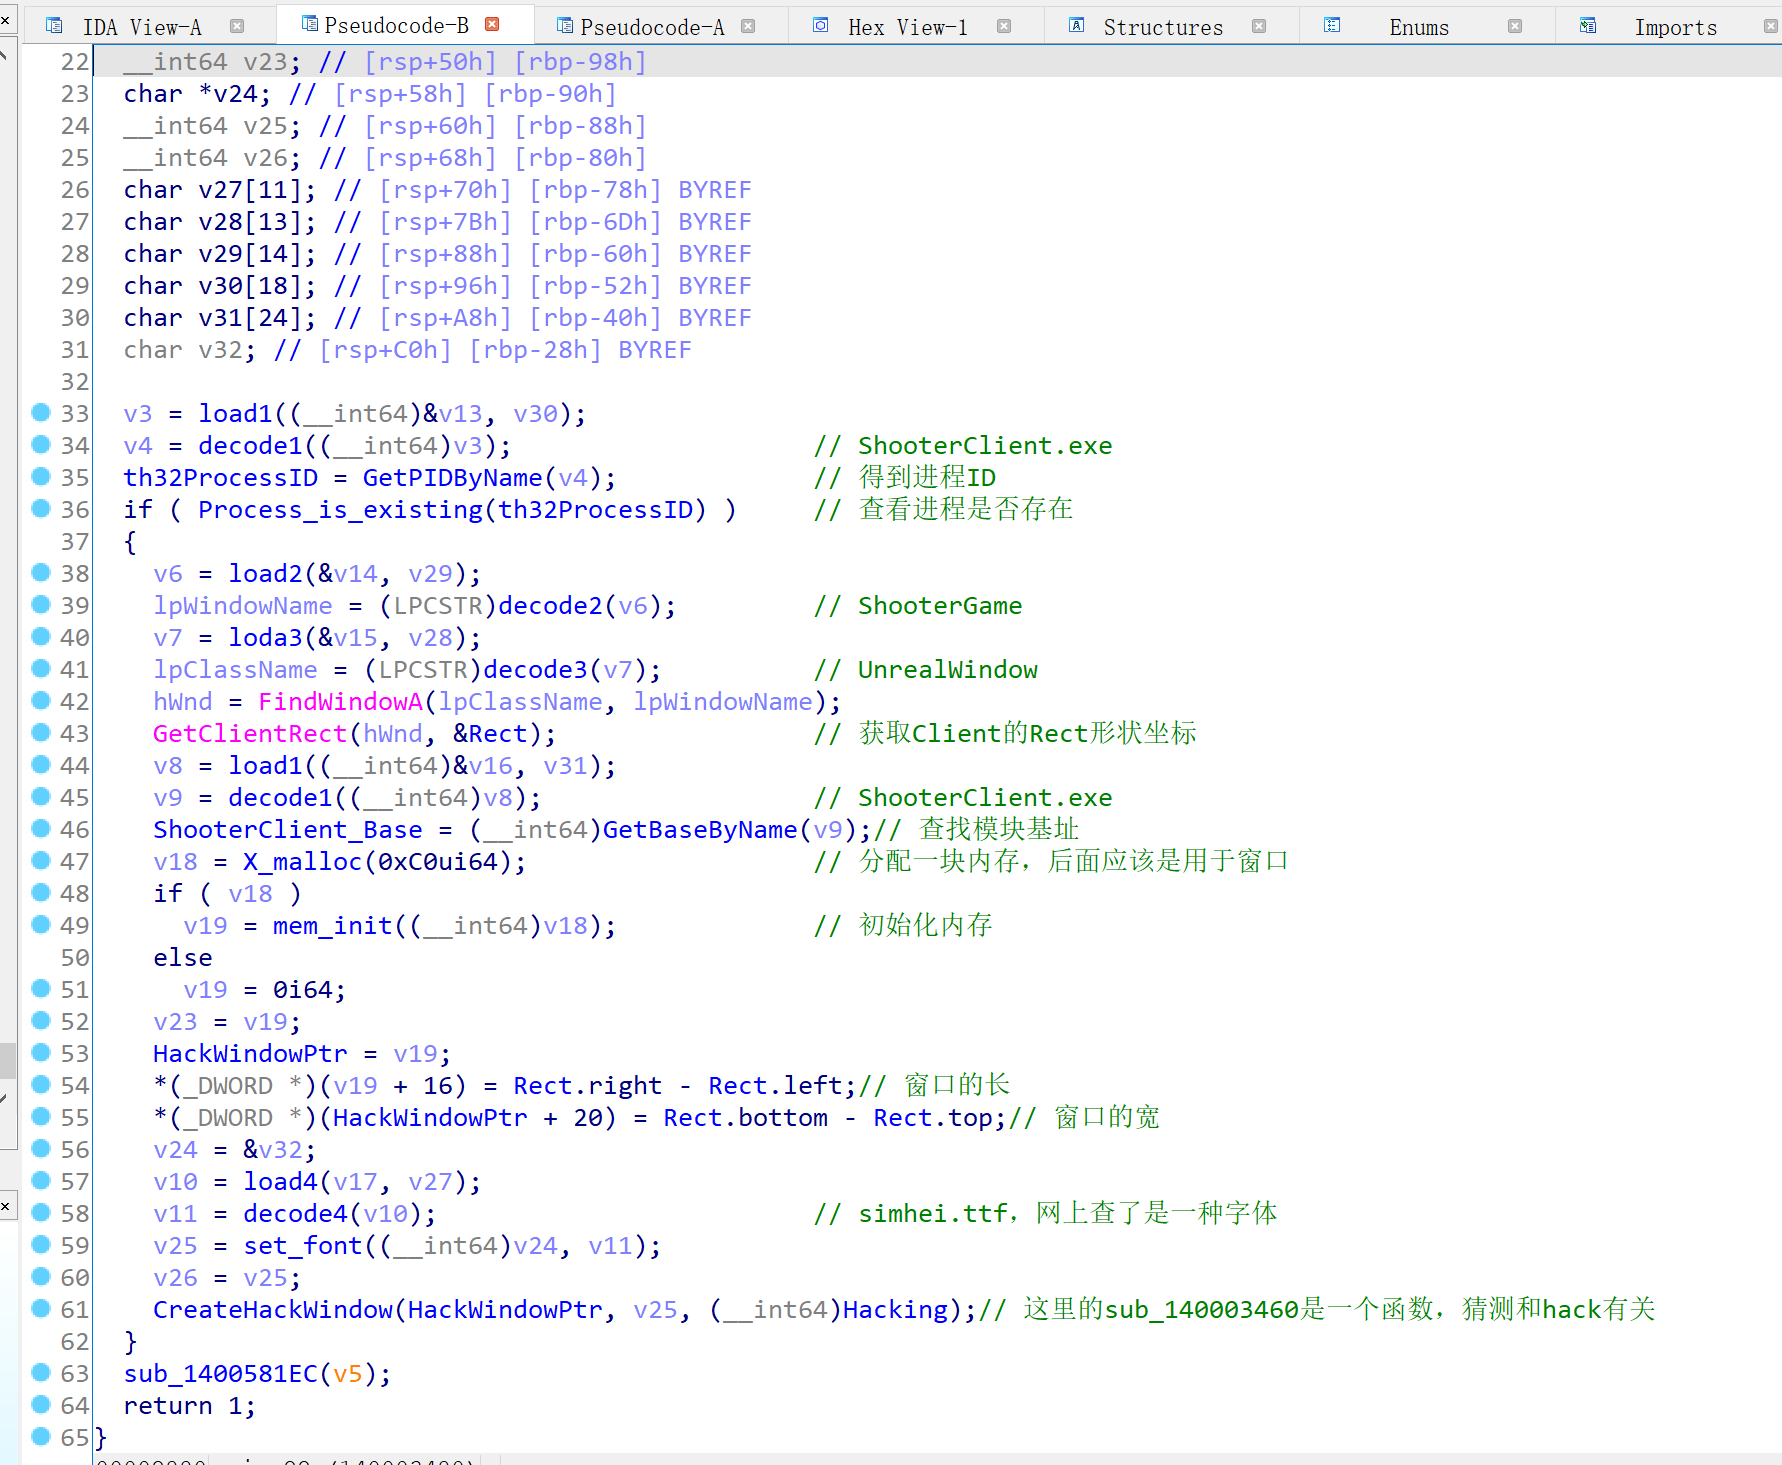 IDA View-A Pseudocode-B Pseudocode-A Hex View-1 Structures Enums Imports
22 __int64 v23; // [rsp+50h] [rbp-98h]
23 char *v24; // [rsp+58h] [rbp-90h]
24 __int64 v25; // [rsp+60h] [rbp-88h]
25 __int64 v26; // [rsp+68h] [rbp-80h]
26 char v27[11]; // [rsp+70h] [rbp-78h] BYREF
27 char v28[13]; // [rsp+7Bh] [rbp-6Dh] BYREF
28 char v29[14]; // [rsp+88h] [rbp-60h] BYREF
29 char v30[18]; // [rsp+96h] [rbp-52h] BYREF
30 char v31[24]; // [rsp+A8h] [rbp-40h] BYREF
31 char v32; // [rsp+C0h] [rbp-28h] BYREF
32
33 v3 = load1((__int64)&v13, v30);
34 v4 = decode1((__int64)v3); // ShooterClient.exe
35 th32ProcessID = GetPIDByName(v4); // 得到进程ID
36 if ( Process_is_existing(th32ProcessID) ) // 查看进程是否存在
37 {
38 v6 = load2(&v14, v29);
39 lpWindowName = (LPCSTR)decode2(v6); // ShooterGame
40 v7 = loda3(&v15, v28);
41 lpClassName = (LPCSTR)decode3(v7); // UnrealWindow
42 hWnd = FindWindowA(lpClassName, lpWindowName);
43 GetClientRect(hWnd, &Rect); // 获取Client的Rect形状坐标
44 v8 = load1((__int64)&v16, v31);
45 v9 = decode1((__int64)v8); // ShooterClient.exe
46 ShooterClient_Base = (__int64)GetBaseByName(v9);// 查找模块基址
47 v18 = X_malloc(0xC0ui64); // 分配一块内存，后面应该是用于窗口
48 if ( v18 )
49 v19 = mem_init((__int64)v18); // 初始化内存
50 else
51 v19 = 0i64;
52 v23 = v19;
53 HackWindowPtr = v19;
54 *(_DWORD *)(v19 + 16) = Rect.right - Rect.left;// 窗口的长
55 *(_DWORD *)(HackWindowPtr + 20) = Rect.bottom - Rect.top;// 窗口的宽
56 v24 = &v32;
57 v10 = load4(v17, v27);
58 v11 = decode4(v10); // simhei.ttf，网上查了是一种字体
59 v25 = set_font((__int64)v24, v11);
60 v26 = v25;
61 CreateHackWindow(HackWindowPtr, v25, (__int64)Hacking);// 这里的sub_140003460是一个函数，猜测和hack有关
62 }
63 sub_1400581EC(v5);
64 return 1;
65 }